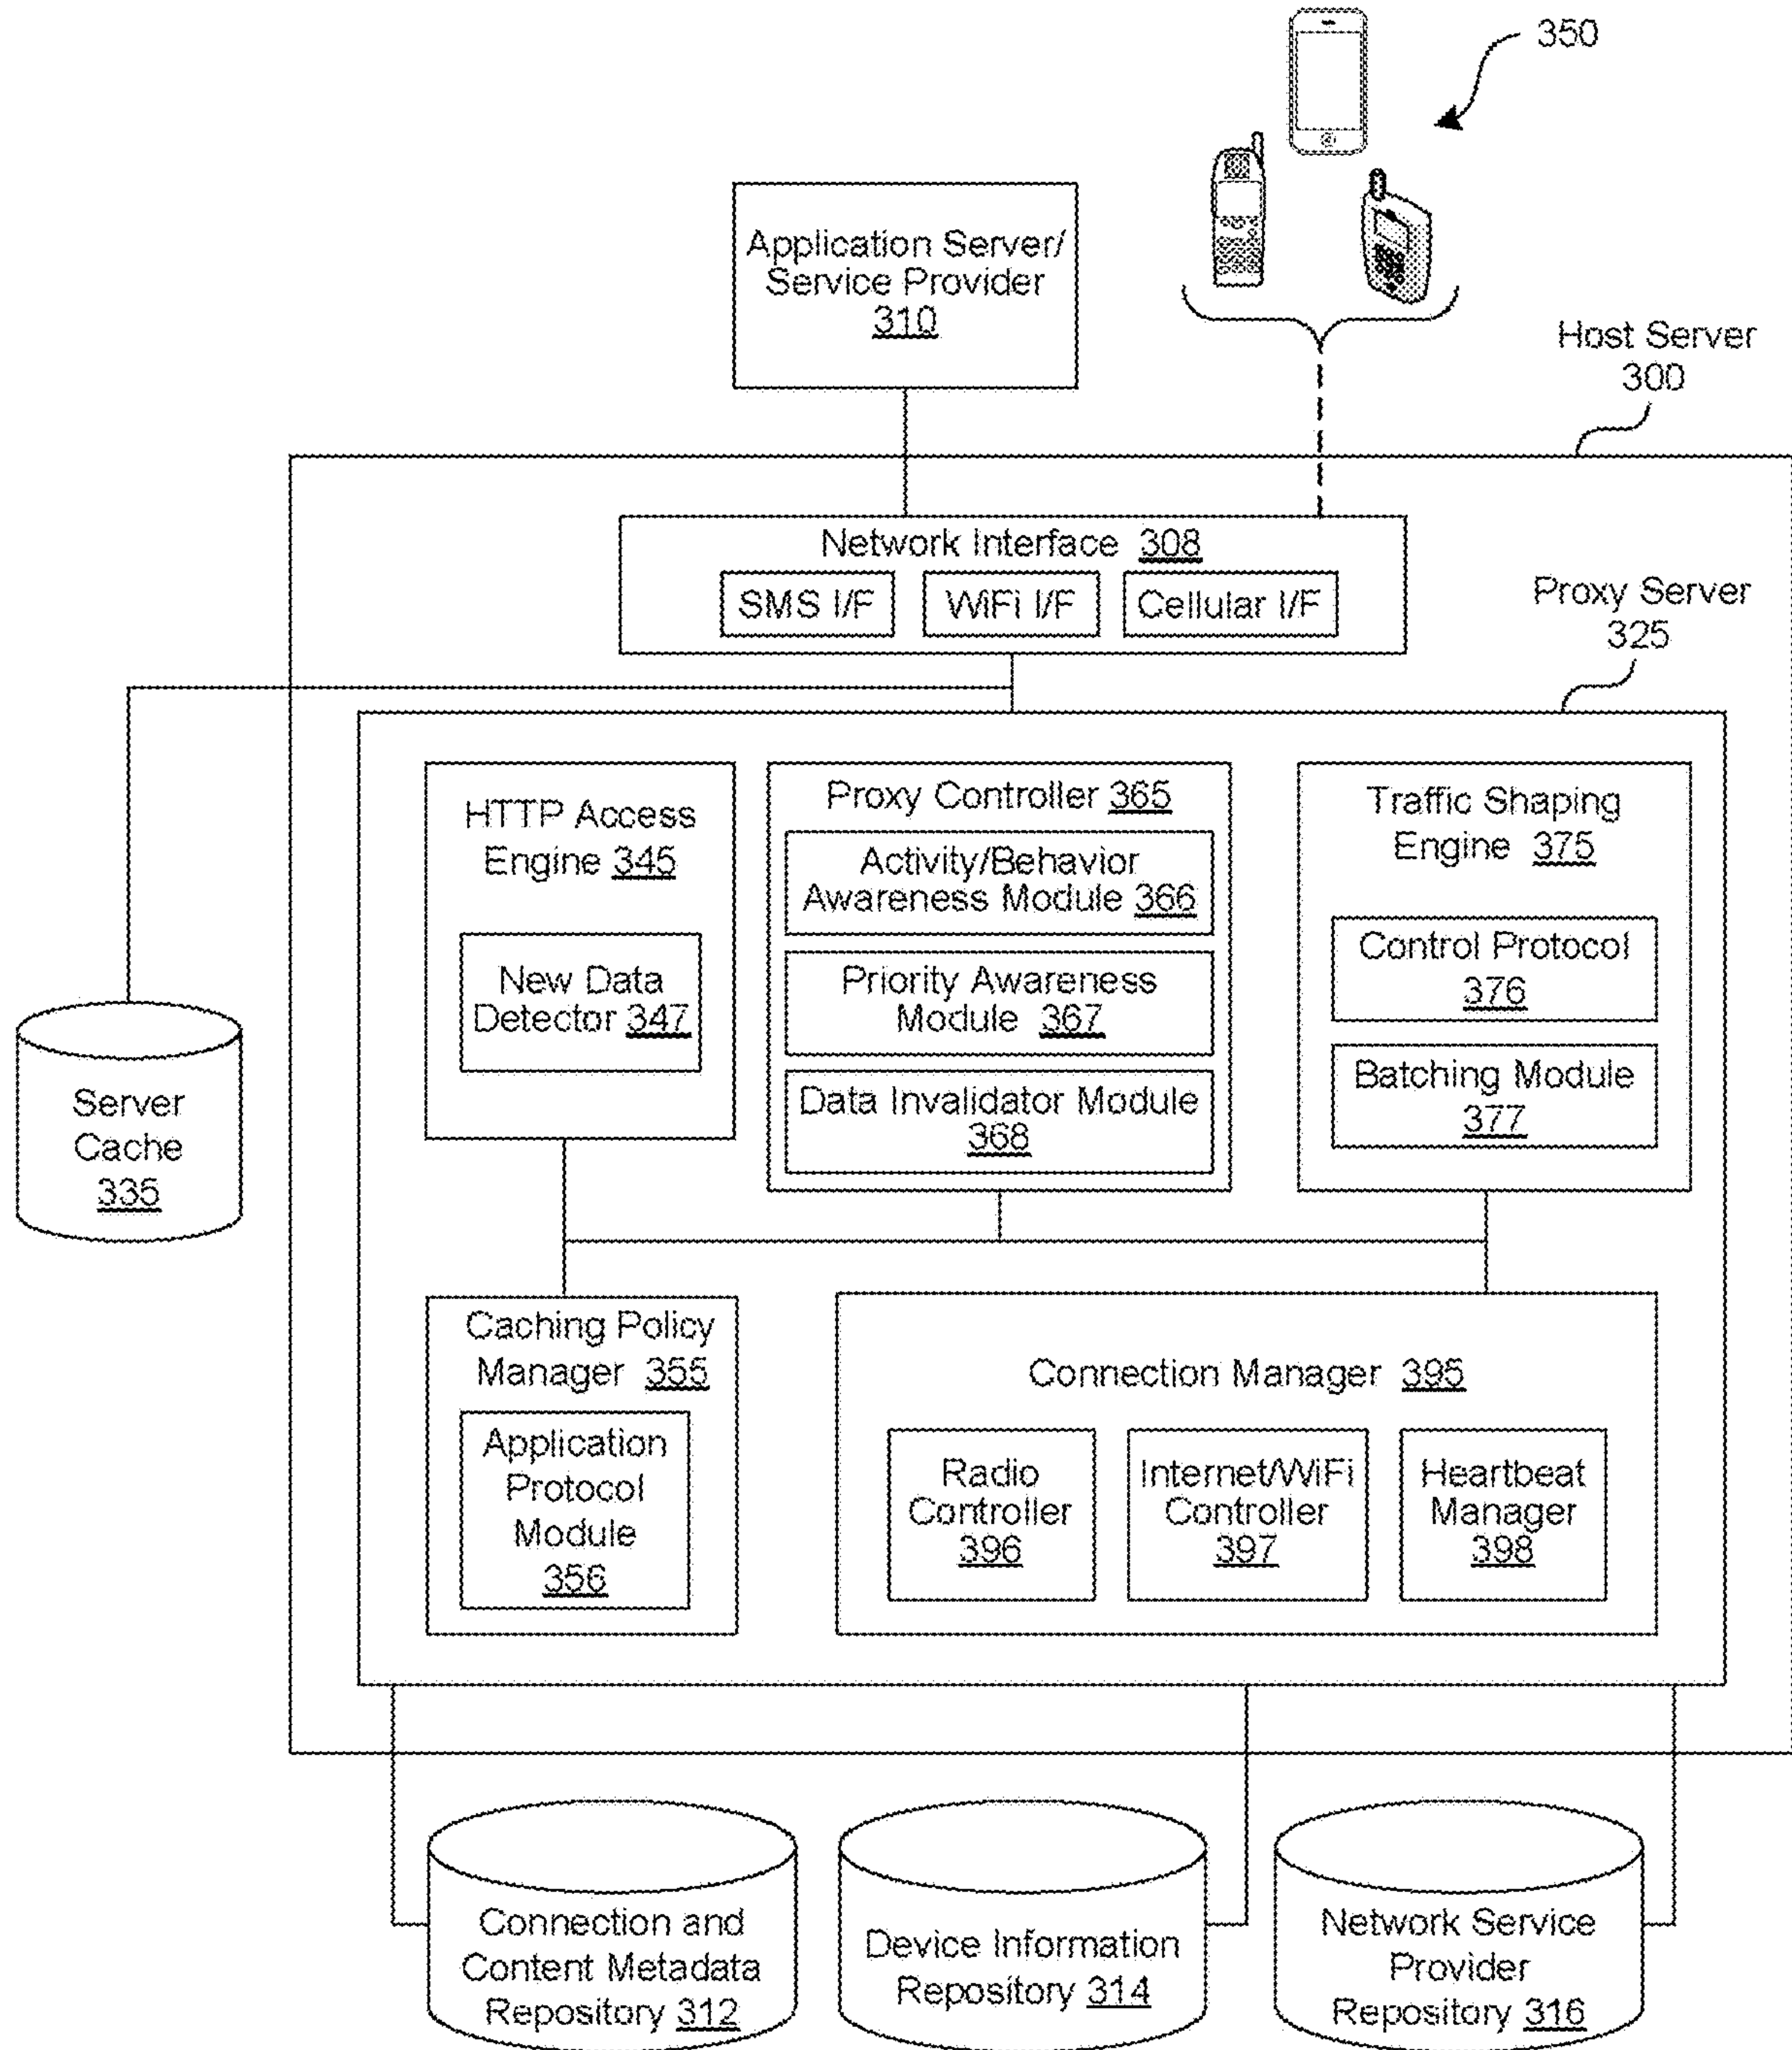 350
Application Server/
Service Provider
310
Host Server
300
Network Interface 308
SMS I/F
WiFi I/F
Cellular I/F
Proxy Server
325
HTTP Access
Engine 345
New Data
Detector 347
Proxy Controller 365
Activity/Behavior
Awareness Module 366
Priority Awareness
Module 367
Data Invalidator Module
368
Traffic Shaping
Engine 375
Control Protocol
376
Batching Module
377
Server
Cache
335
Caching Policy
Manager 355
Application
Protocol
Module
356
Connection Manager 395
Radio
Controller
396
Internet/WiFi
Controller
397
Heartbeat
Manager
398
Connection and
Content Metadata
Repository 312
Device Information
Repository 314
Network Service
Provider
Repository 316